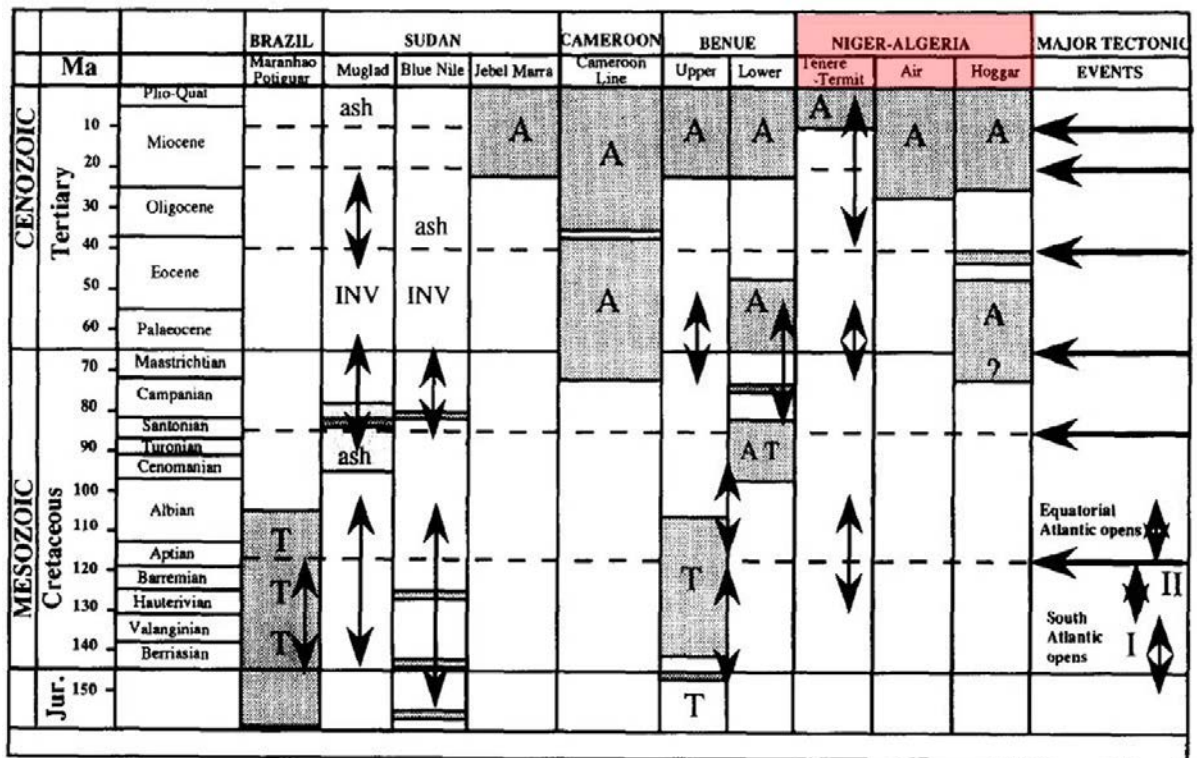 BRAZIL SUDAN CAMEROON BENUE NIGER-ALGERIA MAJOR TECTONIC
Ma Maranhao Potiguar Muglad Blue Nile Jebel Marra Cameroon Line Upper Lower Tenere -Termit Air Hoggar EVENTS
CENOZOIC
Tertiary
MESOZOIC
Cretaceous
Jur.
10
20
30
40
50
60
70
80
90
100
110
120
130
140
150
Plio-Quat
Miocene
Oligocene
Eocene
Palaeocene
Maastrichtian
Campanian
Santonian
Turonian
Cenomanian
Albian
Aptian
Barremian
Hauterivian
Valanginian
Berriasian
T
T
T
ash
INV
ash
ash
INV
A
A
A
A
T
T
A
A
A T
A
A
A
A
?
Equatorial
Atlantic opens
II
South
Atlantic
opens
I